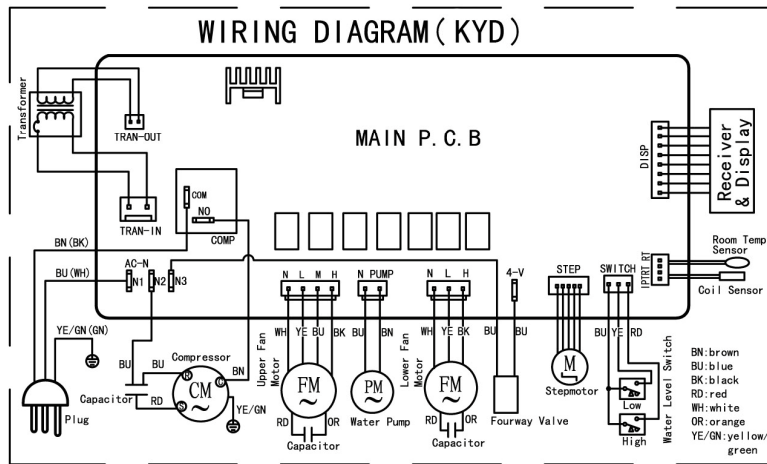 WIRING DIAGRAM(KYD)
Transformer
TRAN-OUT
TRAN-IN
MAIN P.C.B
COM
NO
COMP
DISP
Receiver
& Display
BN(BK)
BU(WH)
YE/GN(GN)
AC-N
N1
N2
N3
N L M H
N PUMP
N L H
4-V
STEP
SWITCH
IPTRT RT
Room Temp
Sensor
Coil Sensor
WH YE BU BK
BU BN
WH YE BK
BU BU
BU YE RD
BU
BU
RD
BN
YE/GN
Compressor
R
C
S
CM
~
Capacitor
Plug
Upper Fan
Motor
FM
~
RD OR
Capacitor
PM
~
Water Pump
Lower Fan
Motor
FM
~
RD OR
Capacitor
Fourway Valve
M
~
Stepmotor
Low
High
Water Level Switch
BN:brown
BU:blue
BK:black
RD:red
WH:white
OR:orange
YE/GN:yellow/
green